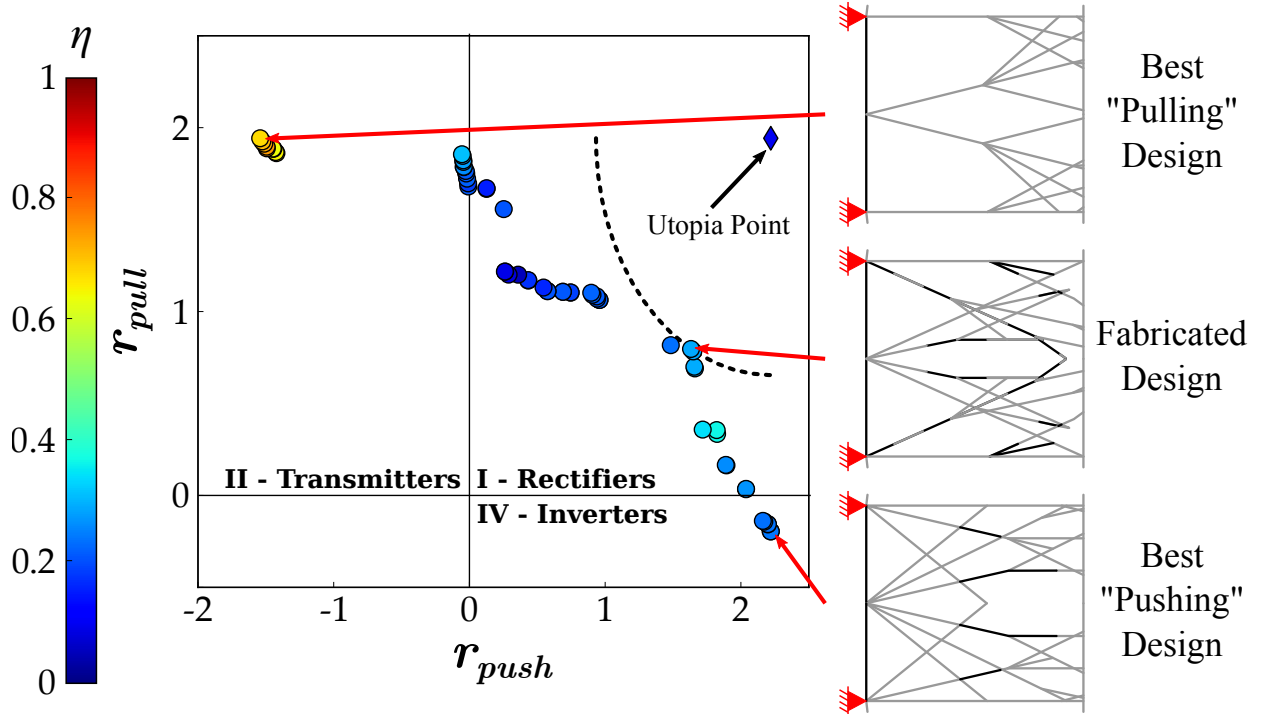 η
1
0.8
0.6
0.4
0.2
0
r_pull
2
1
0
-2
-1
0
1
2
r_push
Utopia Point
II - Transmitters
I - Rectifiers
IV - Inverters
Best
"Pulling"
Design
Fabricated
Design
Best
"Pushing"
Design